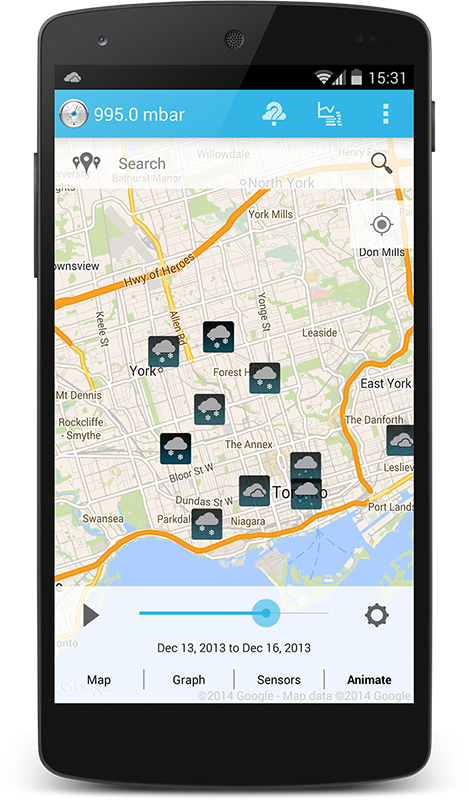 15:31
995.0 mbar
Search
Willowdale
Henry Farm
Bathurst Manor
North York
York Mills
Don Mills
ownsview
Hwy of Heroes
Keele St
Allen Rd
Yonge St
Leaside
York
Forest H
East York
Mt Dennis
Rockcliffe
- Smythe
The Danforth
The Annex
Bloor St W
Leslievi
Dundas St W
Toronto
Swansea
Parkdale
Niagara
Port Lands
Dec 13, 2013 to Dec 16, 2013
Map
Graph
Sensors
Animate
Google
©2014 Google - Map data ©2014 Google